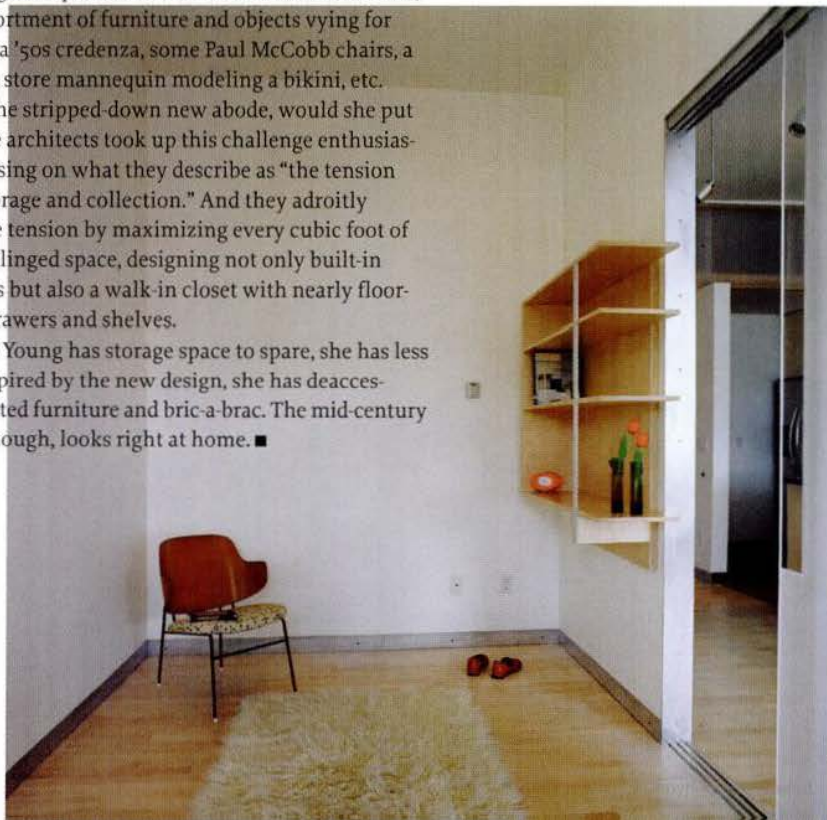 ortment of furniture and objects vying for
a ’50s credenza, some Paul McCobb chairs, a
store mannequin modeling a bikini, etc.
he stripped-down new abode, would she put
architects took up this challenge enthusias-
sing on what they describe as “the tension
rage and collection.” And they adroitly
e tension by maximizing every cubic foot of
linged space, designing not only built-in
s but also a walk-in closet with nearly floor-
rawers and shelves.
Young has storage space to spare, she has less
pired by the new design, she has deacces-
ted furniture and bric-a-brac. The mid-century
ough, looks right at home. ■